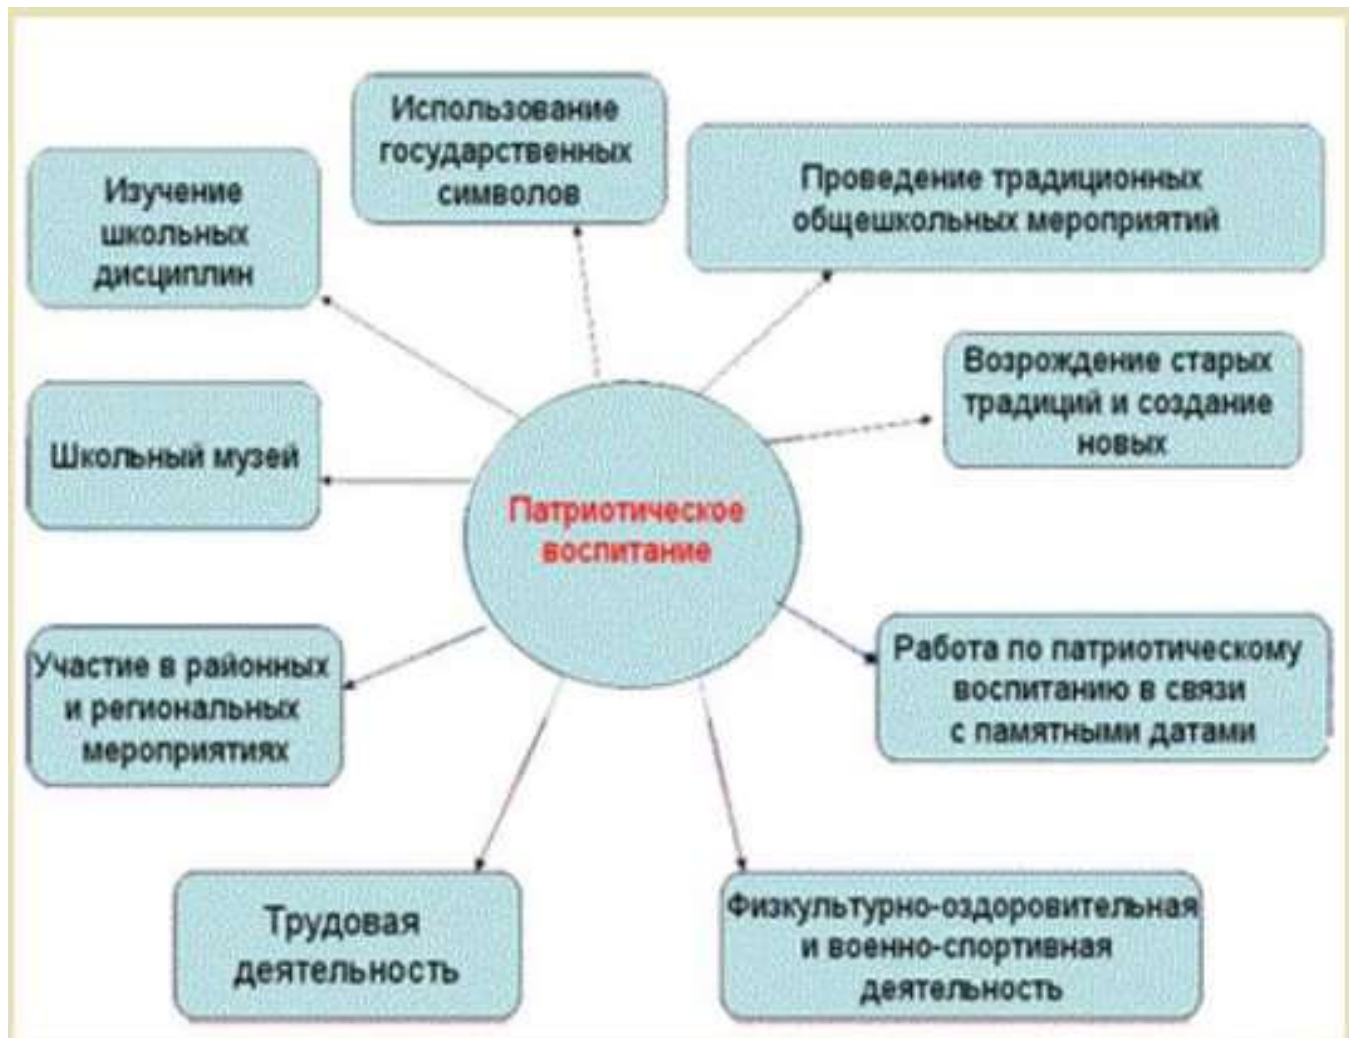 Использование
государственных
символов
Проведение традиционных
общешкольных мероприятий
Изучение
школьных
дисциплин
Возрождение старых
традиций и создание
новых
Школьный музей
Патриотическое
воспитание
Участие в районных
и региональных
мероприятиях
Работа по патриотическому
воспитанию в связи
с памятными датами
Трудовая
деятельность
Физкультурно-оздоровительная
и военно-спортивная
деятельность